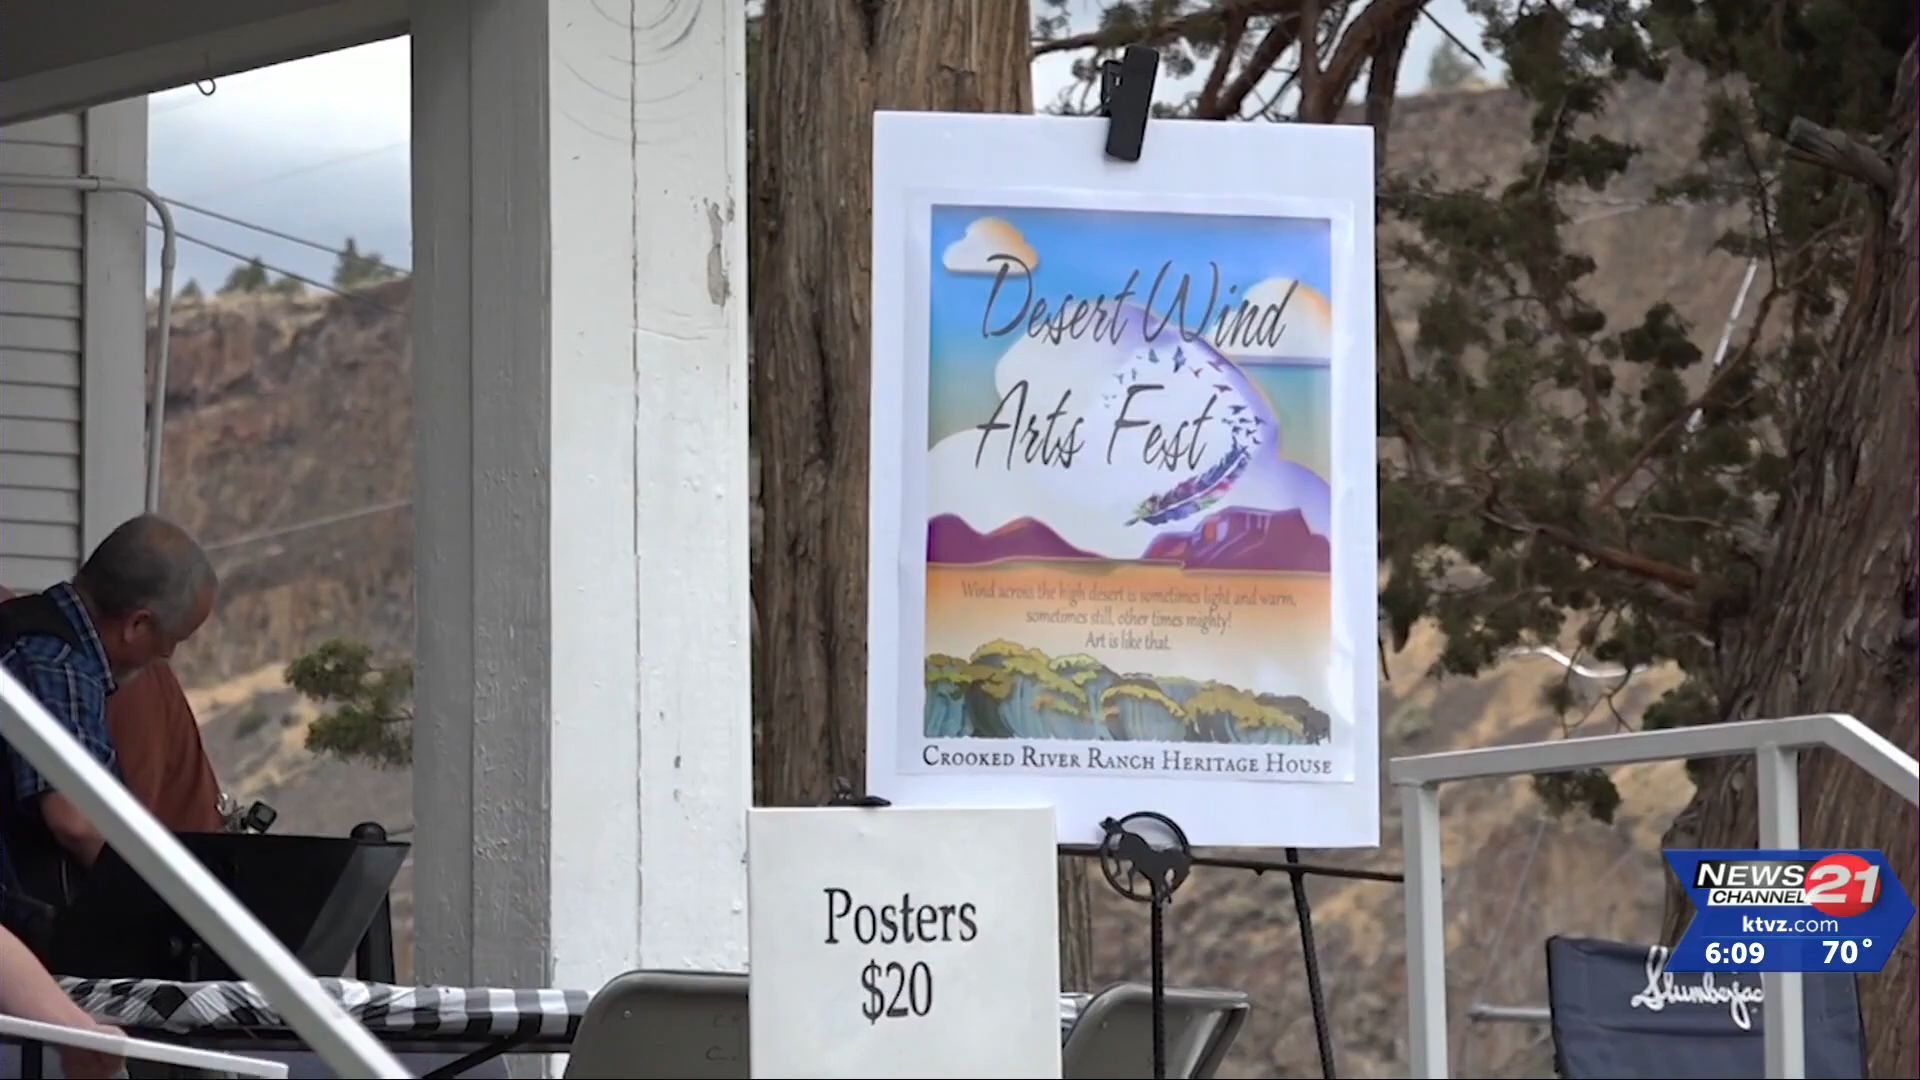 Desert Wind
Arts Fest
Wind across the high desert is sometimes light and warm,
sometimes still, other times mighty!
Art is like that.
Crooked River Ranch Heritage House
Posters
$20
NEWS
CHANNEL 21
ktvz.com
6:09 70°